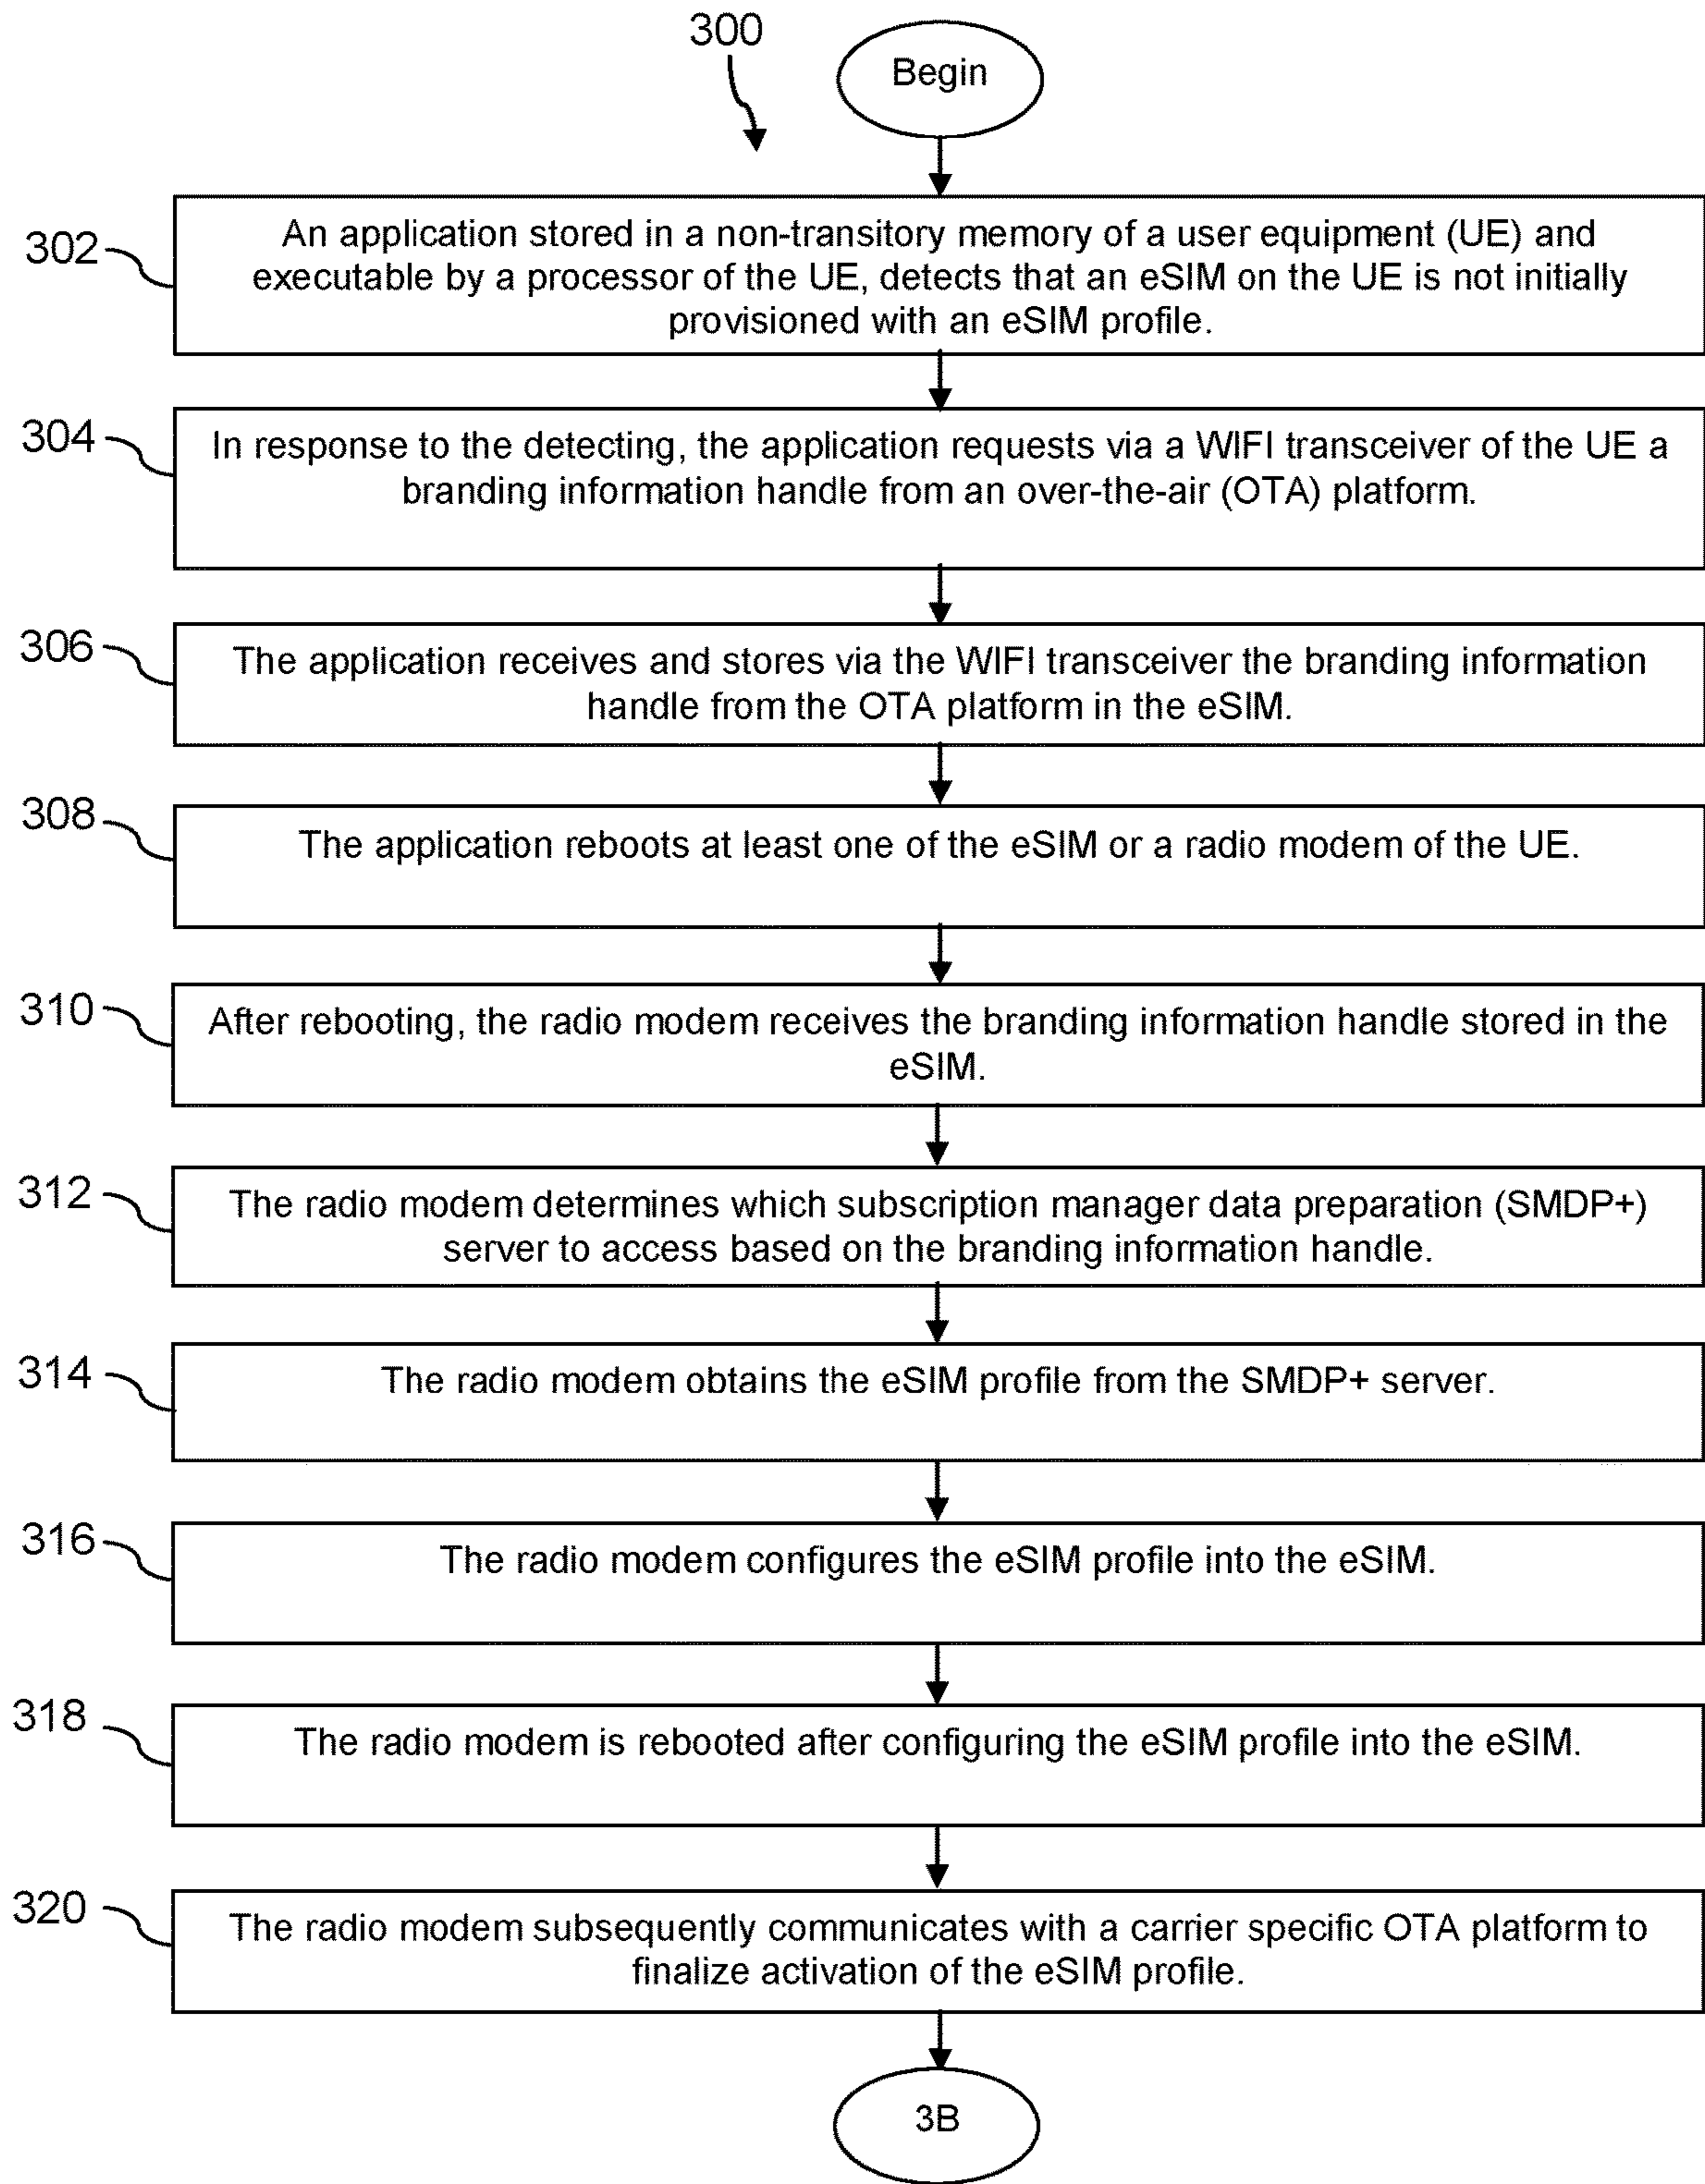 300
Begin
302
An application stored in a non-transitory memory of a user equipment (UE) and
executable by a processor of the UE, detects that an eSIM on the UE is not initially
provisioned with an eSIM profile.
304
In response to the detecting, the application requests via a WIFI transceiver of the UE a
branding information handle from an over-the-air (OTA) platform.
306
The application receives and stores via the WIFI transceiver the branding information
handle from the OTA platform in the eSIM.
308
The application reboots at least one of the eSIM or a radio modem of the UE.
310
After rebooting, the radio modem receives the branding information handle stored in the
eSIM.
312
The radio modem determines which subscription manager data preparation (SMDP+)
server to access based on the branding information handle.
314
The radio modem obtains the eSIM profile from the SMDP+ server.
316
The radio modem configures the eSIM profile into the eSIM.
318
The radio modem is rebooted after configuring the eSIM profile into the eSIM.
320
The radio modem subsequently communicates with a carrier specific OTA platform to
finalize activation of the eSIM profile.
3B